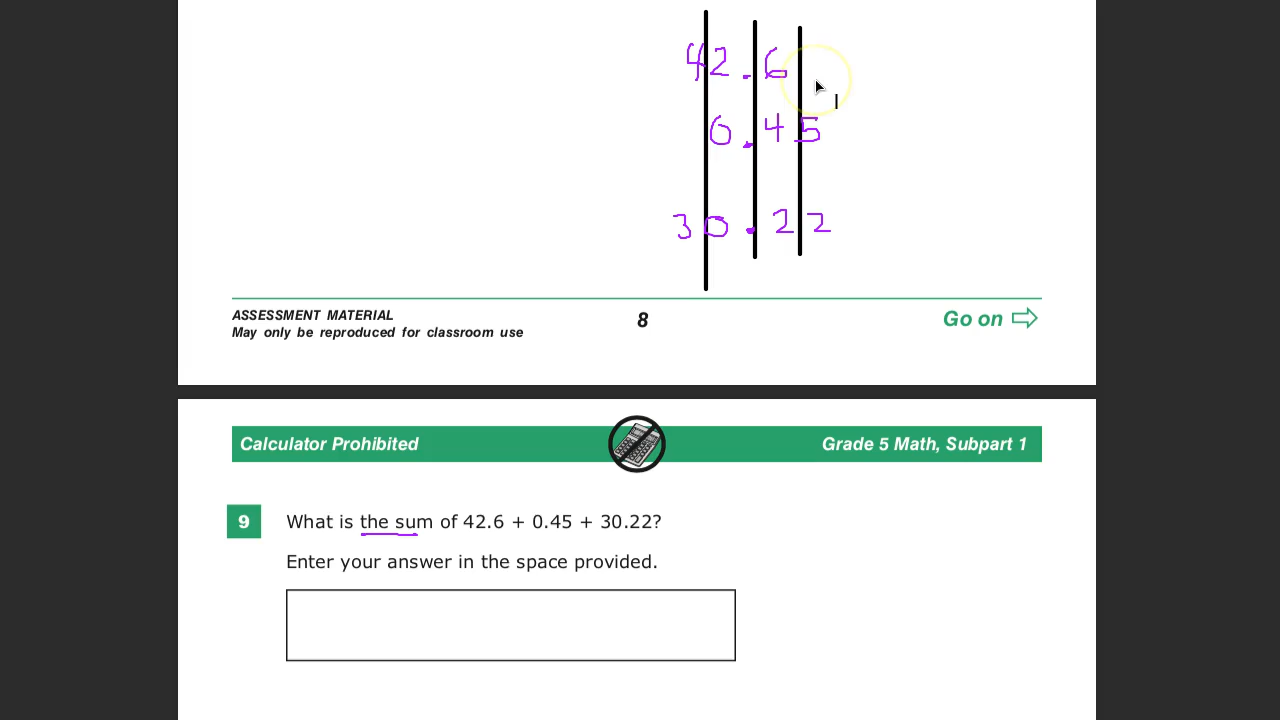 42.6
0.45
30.22
ASSESSMENT MATERIAL
May only be reproduced for classroom use
8
Go on
Calculator Prohibited
Grade 5 Math, Subpart 1
9
What is the sum of 42.6 + 0.45 + 30.22?
Enter your answer in the space provided.